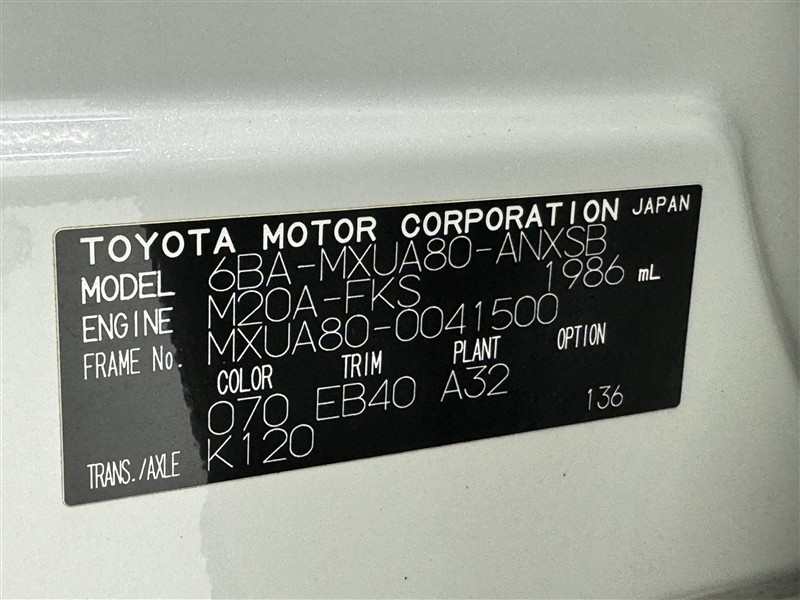 TOYOTA MOTOR CORPORATION JAPAN
MODEL 6BA-MXUA80-ANXSB
ENGINE M20A-FKS 1986 mL
FRAME No. MXUA80-0041500
COLOR TRIM PLANT OPTION
070 EB40 A32 136
TRANS./AXLE K120